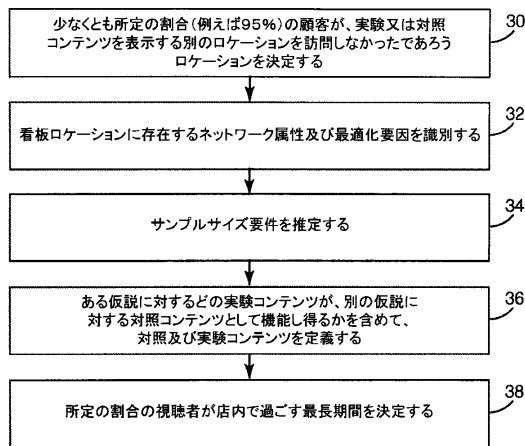 少なくとも所定の割合(例えば95%)の顧客が、実験又は対照
コンテンツを表示する別のロケーションを訪問しなかったであろう
ロケーションを決定する
30
看板ロケーションに存在するネットワーク属性及び最適化要因を識別する
32
サンプルサイズ要件を推定する
34
ある仮説に対するどの実験コンテンツが、別の仮説に
対する対照コンテンツとして機能し得るかを含めて、
対照及び実験コンテンツを定義する
36
所定の割合の視聴者が店内で過ごす最長期間を決定する
38